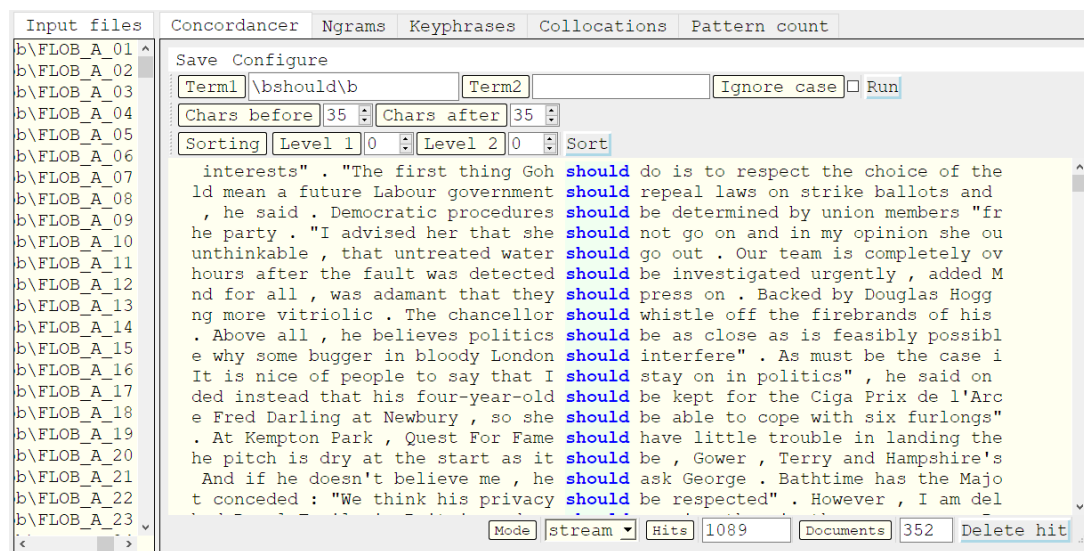 Input files
b\FLOB_A_01
b\FLOB_A_02
b\FLOB_A_03
b\FLOB_A_04
b\FLOB_A_05
b\FLOB_A_06
b\FLOB_A_07
b\FLOB_A_08
b\FLOB_A_09
b\FLOB_A_10
b\FLOB_A_11
b\FLOB_A_12
b\FLOB_A_13
b\FLOB_A_14
b\FLOB_A_15
b\FLOB_A_16
b\FLOB_A_17
b\FLOB_A_18
b\FLOB_A_19
b\FLOB_A_20
b\FLOB_A_21
b\FLOB_A_22
b\FLOB_A_23
Concordancer Ngrams Keyphrases Collocations Pattern count
Save Configure
Term1 \bshould\b Term2 Ignore case Run
Chars before 35 Chars after 35
Sorting Level 1 0 Level 2 0 Sort
interests" . "The first thing Goh should do is to respect the choice of the
ld mean a future Labour government should repeal laws on strike ballots and
, he said . Democratic procedures should be determined by union members "fr
he party . "I advised her that she should not go on and in my opinion she ou
unthinkable , that untreated water should go out . Our team is completely ov
hours after the fault was detected should be investigated urgently , added M
nd for all , was adamant that they should press on . Backed by Douglas Hogg
ng more vitriolic . The chancellor should whistle off the firebrands of his
. Above all , he believes politics should be as close as is feasibly possibl
e why some bugger in bloody London should interfere" . As must be the case i
It is nice of people to say that I should stay on in politics" , he said on
ded instead that his four-year-old should be kept for the Ciga Prix de l'Arc
e Fred Darling at Newbury , so she should be able to cope with six furlongs"
. At Kempton Park , Quest For Fame should have little trouble in landing the
he pitch is dry at the start as it should be , Gower , Terry and Hampshire's
And if he doesn't believe me , he should ask George . Bathtime has the Majo
t conceded : "We think his privacy should be respected" . However , I am del
Mode stream Hits 1089 Documents 352 Delete hit